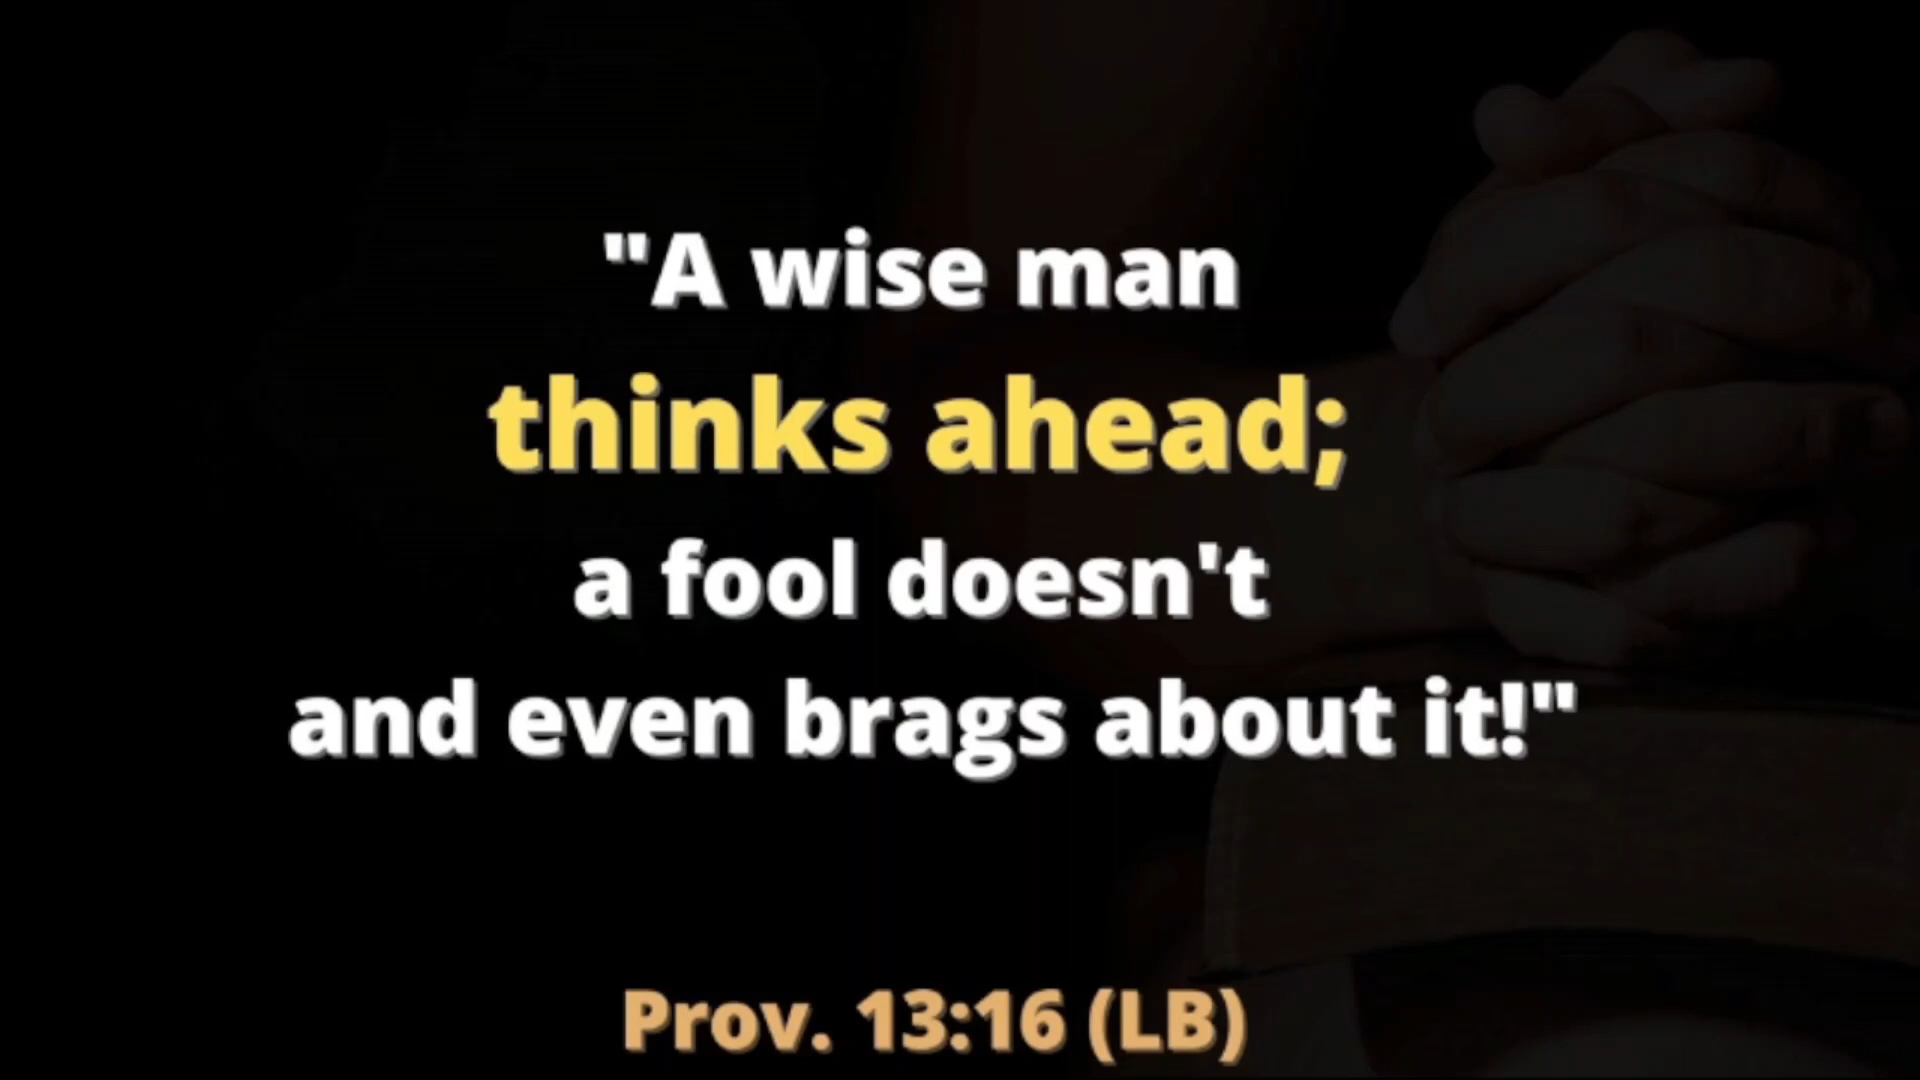 "A wise man
thinks ahead;
a fool doesn't
and even brags about it!"
Prov. 13:16 (LB)